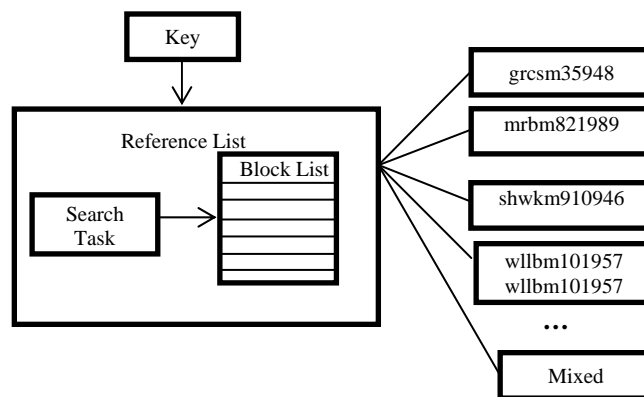 Key
Reference List
Block List
Search
Task
grcsm35948
mrbm821989
shwkm910946
wllbm101957
wllbm101957
...
Mixed